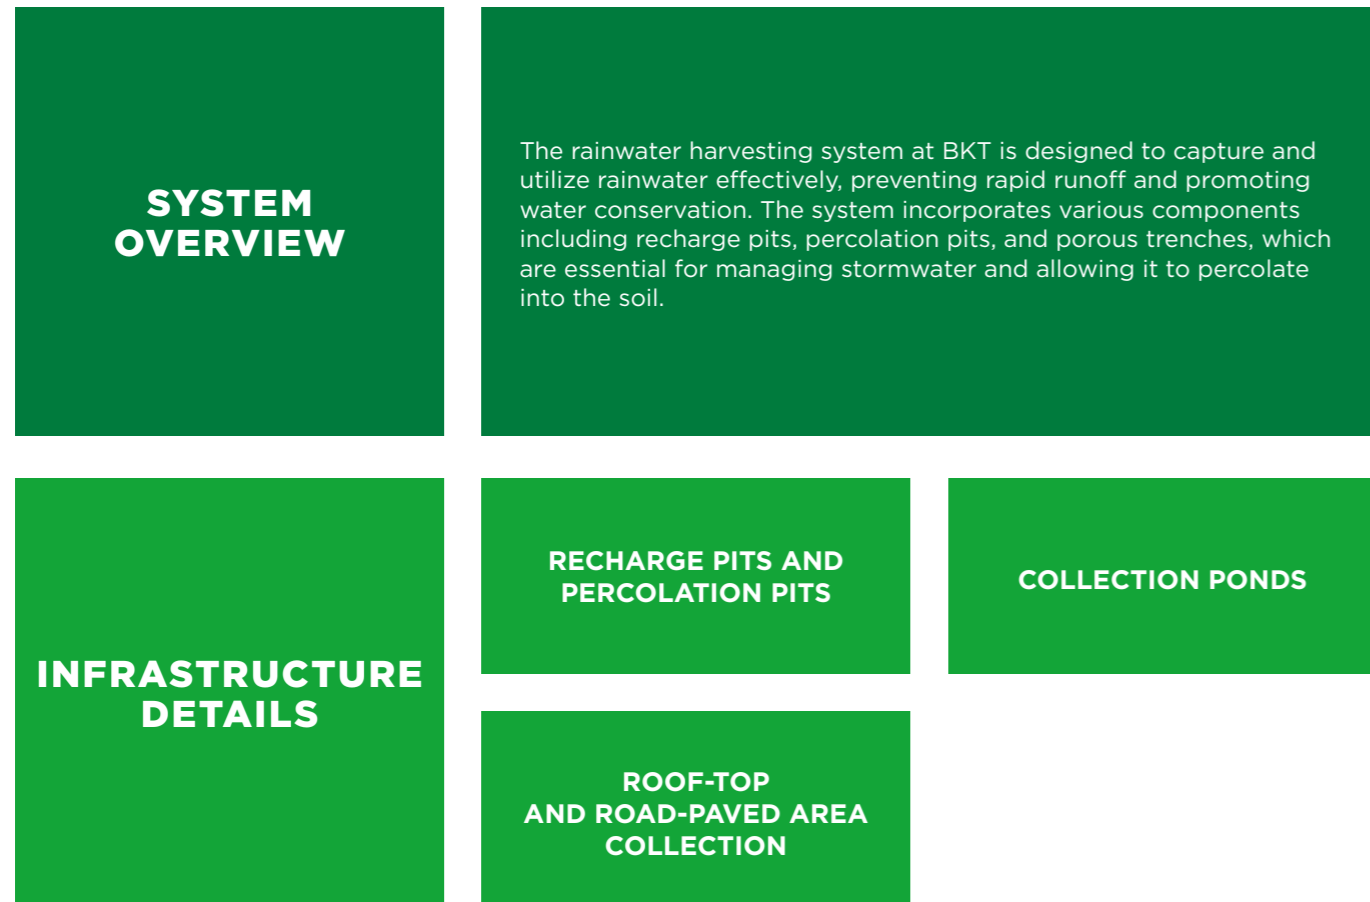 SYSTEM
OVERVIEW
The rainwater harvesting system at BKT is designed to capture and
utilize rainwater effectively, preventing rapid runoff and promoting
water conservation. The system incorporates various components
including recharge pits, percolation pits, and porous trenches, which
are essential for managing stormwater and allowing it to percolate
into the soil.
INFRASTRUCTURE
DETAILS
RECHARGE PITS AND
PERCOLATION PITS
COLLECTION PONDS
ROOF-TOP
AND ROAD-PAVED AREA
COLLECTION